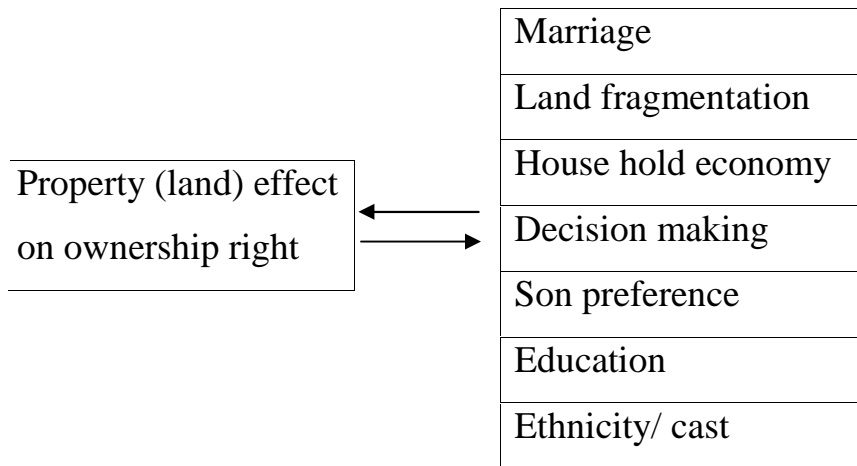 Property (land) effect
on ownership right
Marriage
Land fragmentation
House hold economy
Decision making
Son preference
Education
Ethnicity/ cast